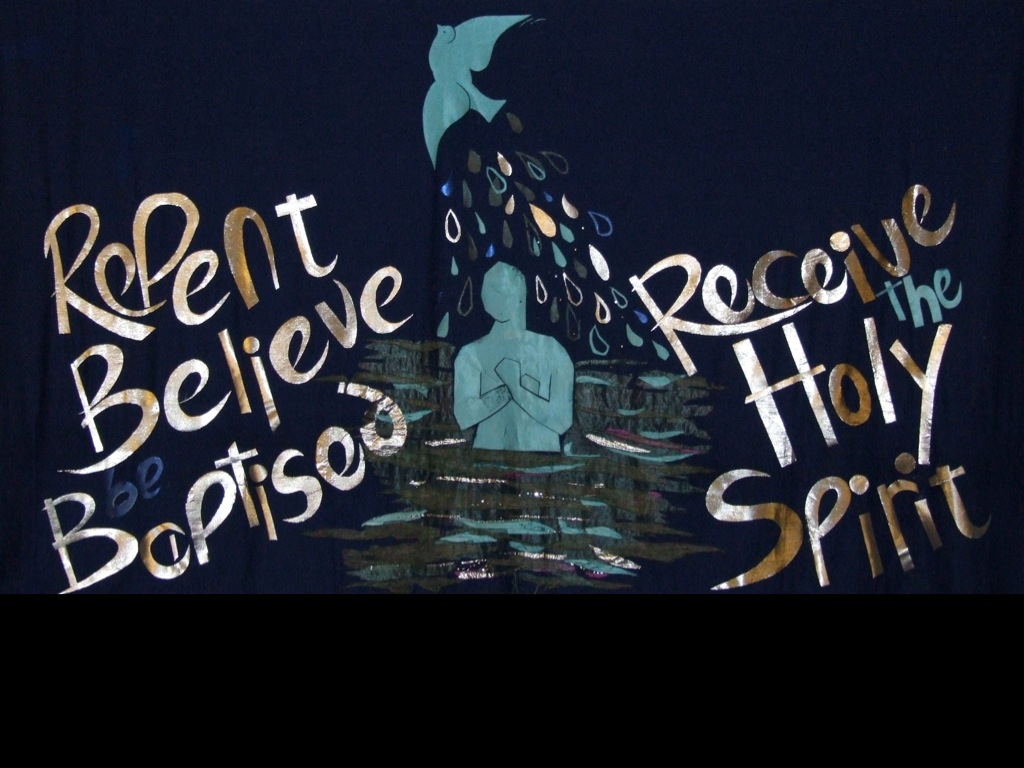 Repent
Believe
be
Baptised
Receive
the
Holy
Spirit